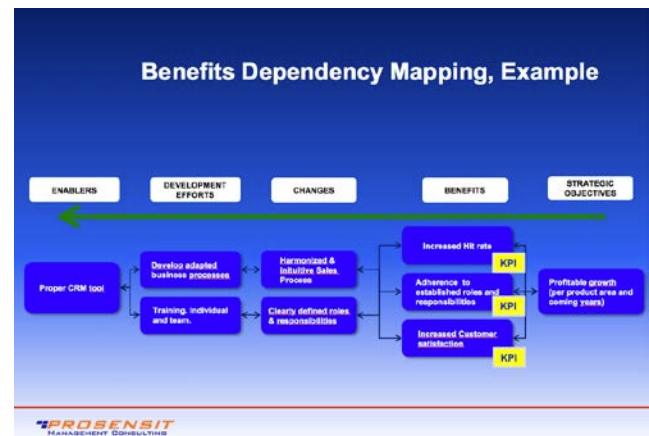 Benefits Dependency Mapping, Example
ENABLERS
DEVELOPMENT
EFFORTS
CHANGES
BENEFITS
STRATEGIC
OBJECTIVES
Proper CRM tool
Develop adapted
business processes
Training. Individual
and team.
Harmonized &
Intuitive Sales
Process
Clearly defined roles
& responsibilities
Increased Hit rate
KPI
Adherence to
established roles and
responsibilities
KPI
Increased Customer
satisfaction
KPI
Profitable growth
(per product area and
coming years)
PROSENSIT
MANAGEMENT CONSULTING